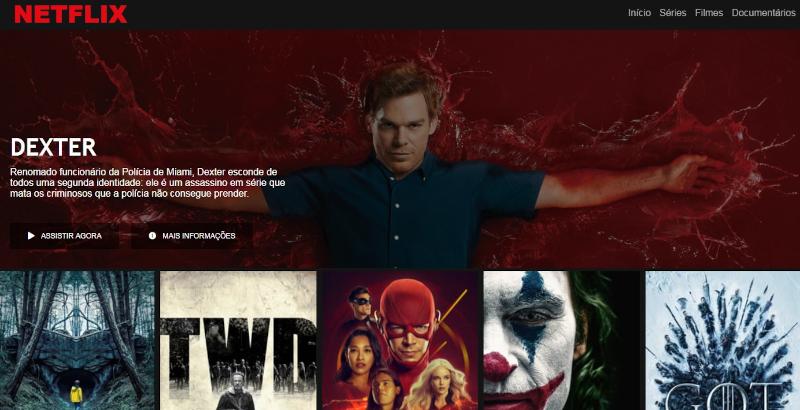 NETFLIX
Início Séries Filmes Documentários
DEXTER
Renomado funcionário da Polícia de Miami, Dexter esconde de
todos uma segunda identidade: ele é um assassino em série que
mata os criminosos que a polícia não consegue prender.
ASSISTIR AGORA MAIS INFORMAÇÕES
TWD
GOT